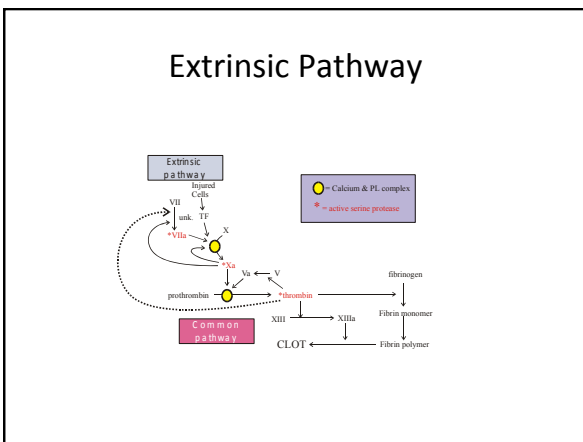 Extrinsic Pathway
Extrinsic
pathway
Injured
Cells
VII
unk.
TF
X
*VIIa
*Xa
= Calcium & PL complex
* = active serine protease
Va
V
fibrinogen
prothrombin
*thrombin
Fibrin monomer
XIII
XIIIa
Common
pathway
CLOT
Fibrin polymer